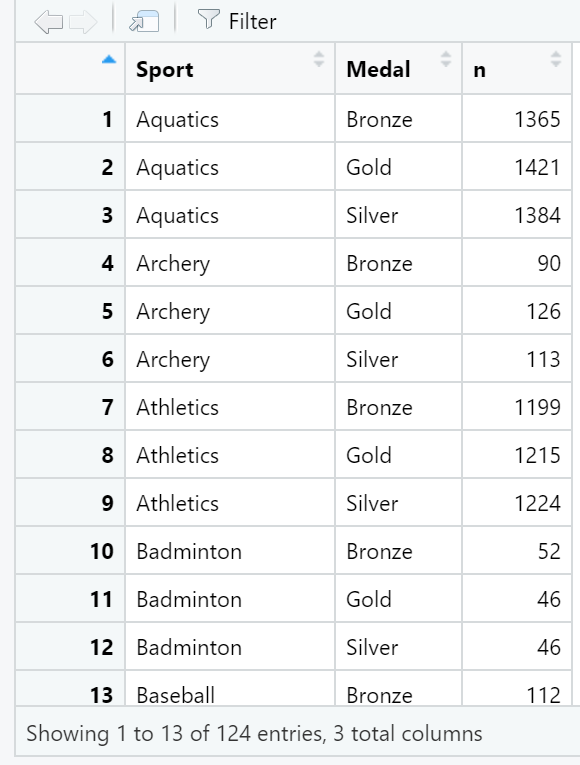 Filter
Sport Medal n
1 Aquatics Bronze 1365
2 Aquatics Gold 1421
3 Aquatics Silver 1384
4 Archery Bronze 90
5 Archery Gold 126
6 Archery Silver 113
7 Athletics Bronze 1199
8 Athletics Gold 1215
9 Athletics Silver 1224
10 Badminton Bronze 52
11 Badminton Gold 46
12 Badminton Silver 46
13 Baseball Bronze 112
Showing 1 to 13 of 124 entries, 3 total columns